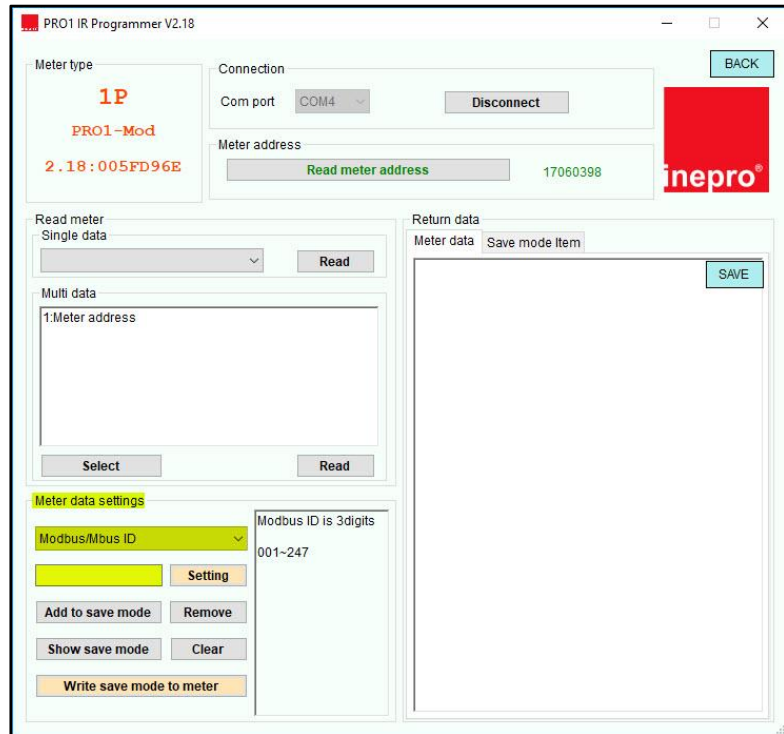 PRO1 IR Programmer V2.18
BACK
Meter type
1P
PRO1-Mod
2.18:005FD96E
Connection
Com port
COM4
Disconnect
Meter address
Read meter address
17060398
inepro®
Read meter
Single data
Read
Multi data
1:Meter address
Select
Read
Meter data settings
Modbus/Mbus ID
Setting
Add to save mode
Remove
Show save mode
Clear
Write save mode to meter
Modbus ID is 3digits
001~247
Return data
Meter data
Save mode Item
SAVE